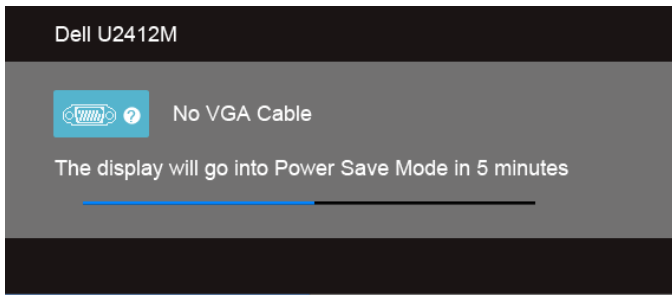 Dell U2412M
? No VGA Cable
The display will go into Power Save Mode in 5 minutes